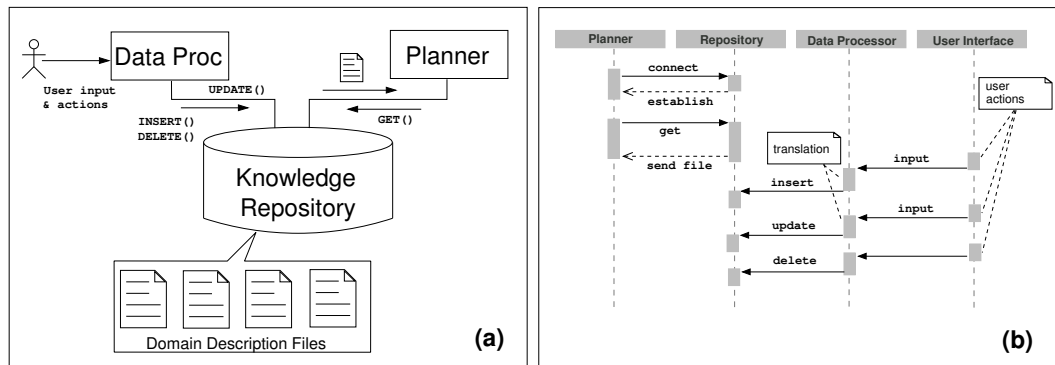 Data Proc
Planner
User input
& actions
UPDATE()
INSERT()
DELETE()
GET()
Knowledge
Repository
Domain Description Files
(a)
Planner
Repository
Data Processor
User Interface
connect
establish
get
send file
user
actions
translation
input
insert
input
update
delete
(b)